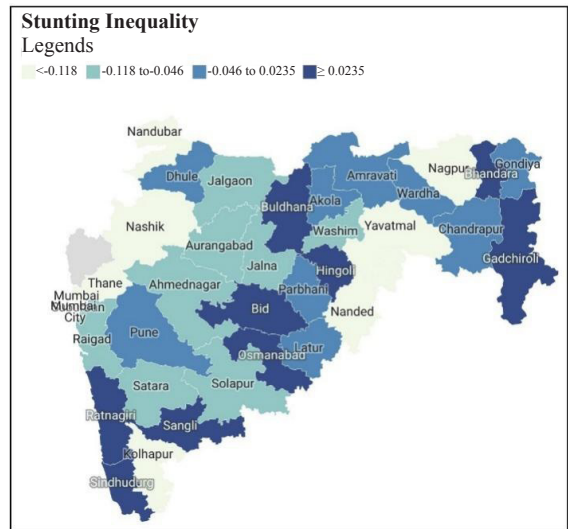 Stunting Inequality
Legends
<-0.118 -0.118 to-0.046 -0.046 to 0.0235 ≥ 0.0235
Nandubar
Dhule
Jalgaon
Buldhana
Akola
Amravati
Nagpur
Bhandara
Gondiya
Wardha
Washim
Yavatmal
Chandrapur
Gadchiroli
Nashik
Aurangabad
Jalna
Hingoli
Parbhani
Nanded
Thane
Ahmednagar
Mumbai
Mumbai
City
Raigad
Pune
Bid
Latur
Osmanabad
Satara
Solapur
Ratnagiri
Sangli
Kolhapur
Sindhudurg